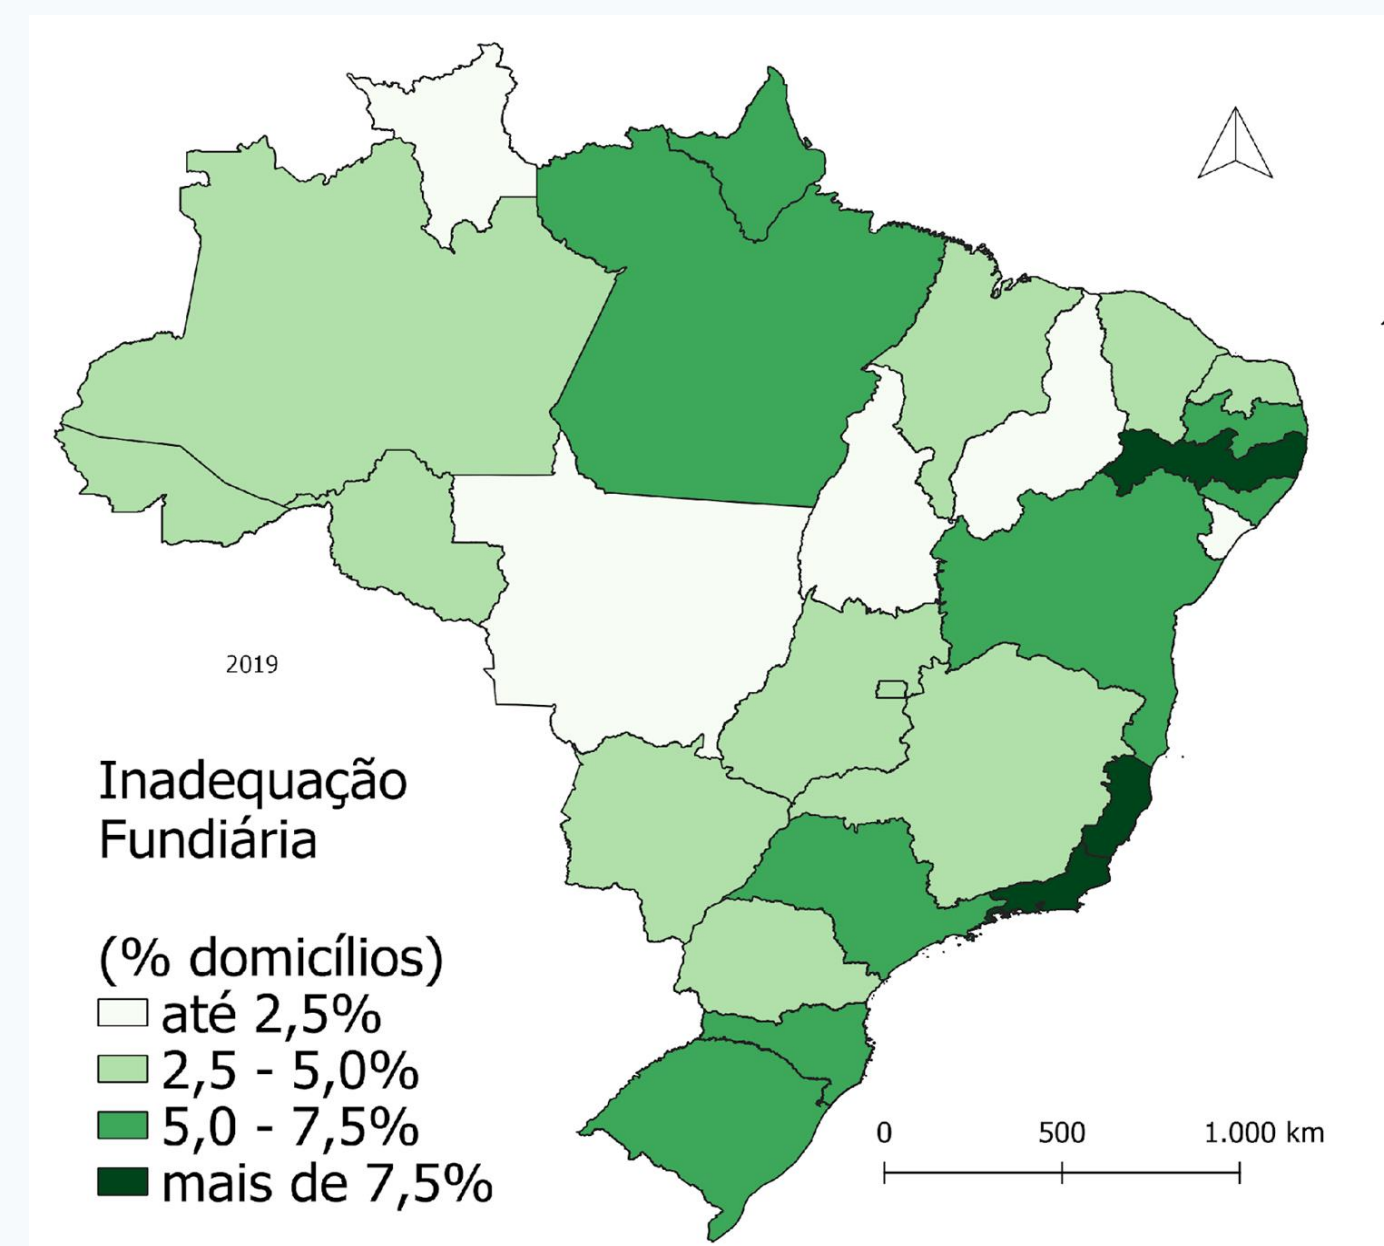 2019
Inadequação
Fundiária
(% domicílios)
até 2,5%
2,5 - 5,0%
5,0 - 7,5%
mais de 7,5%
0 500 1.000 km